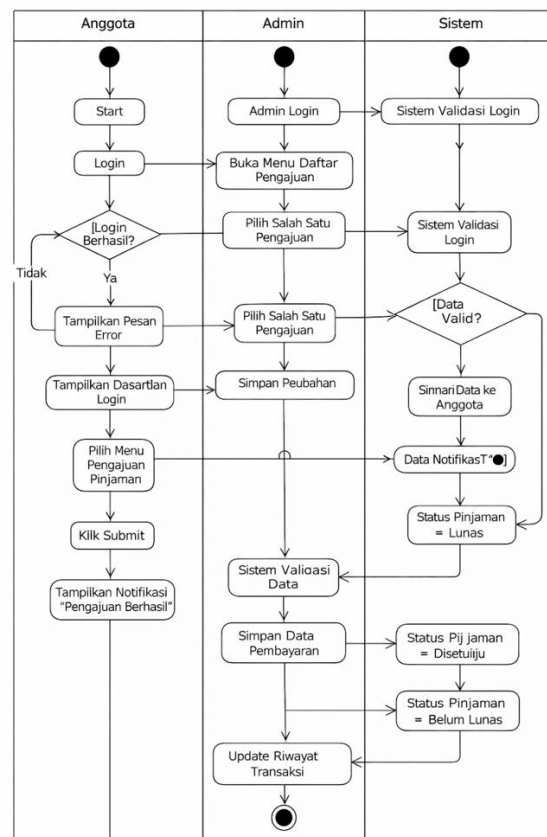 Anggota
Admin
Sistem
Start
Admin Login
Sistem Validasi Login
Login
Buka Menu Daftar
Pengajuan
[Login
Berhasil?
Pilih Salah Satu
Pengajuan
Sistem Validasi
Login
Tidak
Ya
[Data
Valid?
Tampilkan Pesan
Error
Pilih Salah Satu
Pengajuan
Tampilkan Dasartlan
Login
Simpan Peubahan
Sinnari Data ke
Anggota
Pilih Menu
Pengajuan
Pinjaman
Data NotifikasT"●]
Klik Submit
Status Pinjaman
= Lunas
Tampilkan Notifikasi
"Pengajuan Berhasil"
Sistem Validasi
Data
Simpan Data
Pembayaran
Status Pij jaman
= Disetuiju
Status Pinjaman
= Belum Lunas
Update Riwayat
Transaksi